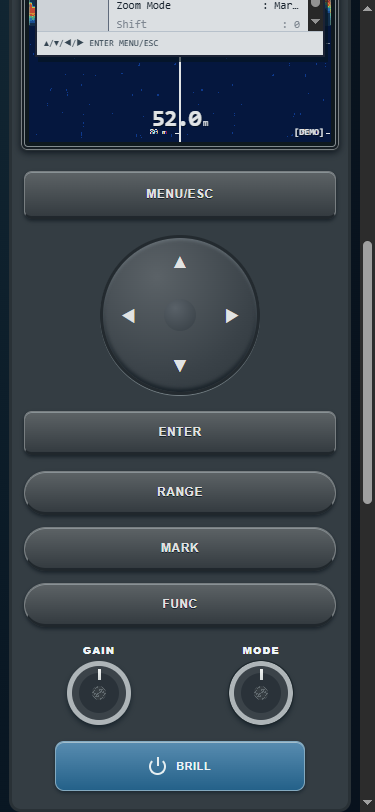 Zoom Mode : Mar…
Shift : 0
▲/▼/◀/▶ ENTER MENU/ESC
52.0m
[DEMO]
MENU/ESC
ENTER
RANGE
MARK
FUNC
GAIN MODE
BRILL